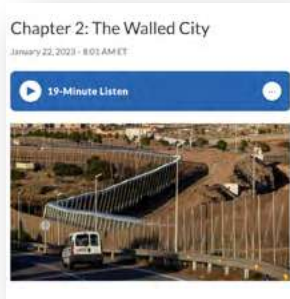 Chapter 2: The Walled City
January 22, 2023 - 8:01 AM ET
19-Minute Listen